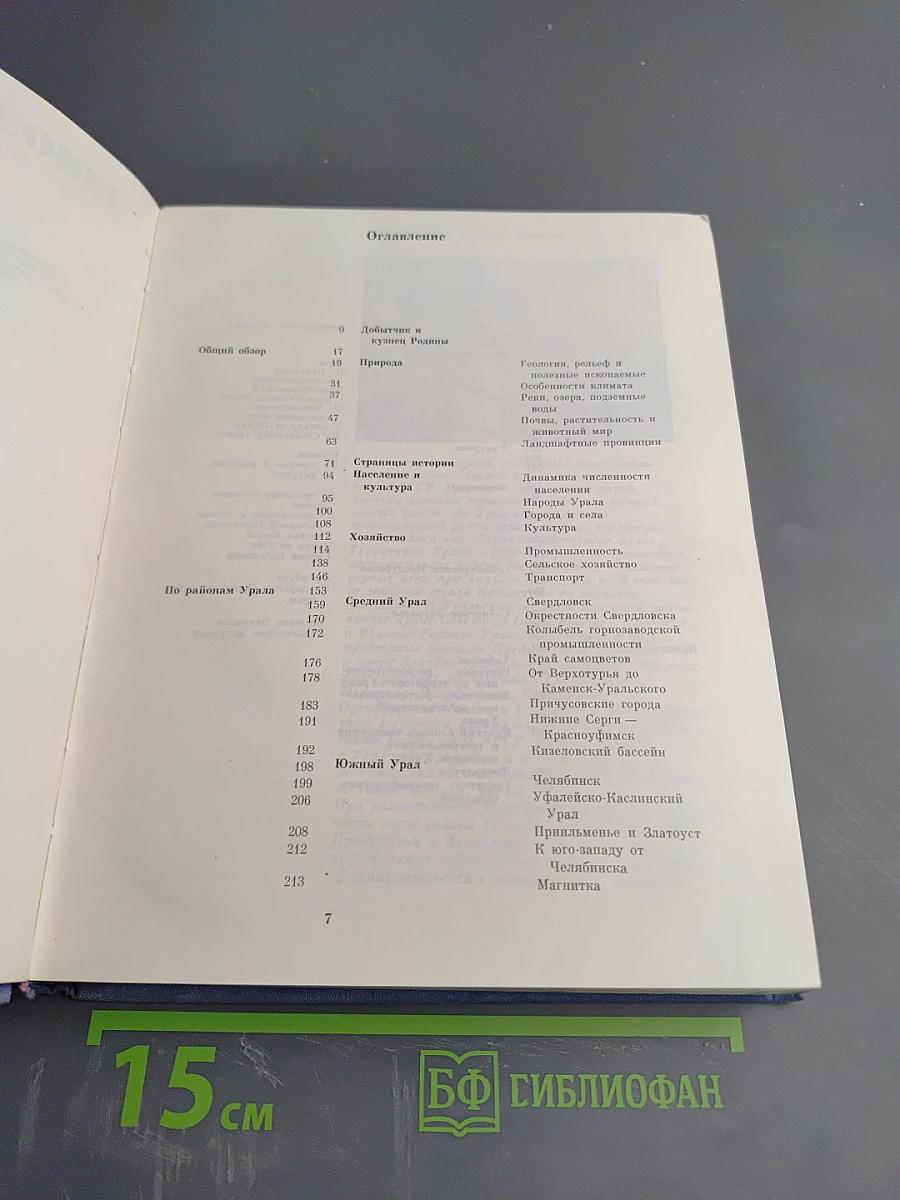 Оглавление
9 Добытчик и
кузнец Родины
Общий обзор 17
19 Природа Геология, рельеф и
полезные ископаемые
31 Особенности климата
37 Реки, озера, подземные
воды
47 Почвы, растительность и
животный мир
63 Ландшафтные провинции
71 Страницы истории
94 Население и Динамика численности
культура населения
95 Народы Урала
100 Города и села
108 Культура
112 Хозяйство
114 Промышленность
138 Сельское хозяйство
146 Транспорт
По районам Урала 153
159 Средний Урал Свердловск
170 Окрестности Свердловска
172 Колыбель горнозаводской
промышленности
176 Край самоцветов
178 От Верхотурья до
Каменск-Уральского
183 Причусовские города
191 Нижние Серги —
Красноуфимск
192 Кизеловский бассейн
198 Южный Урал
199 Челябинск
206 Уфалейско-Каслинский
Урал
208 Приильменье и Златоуст
212 К юго-западу от
Челябинска
213 Магнитка
7
15 см
БФ СИБЛИОФАН